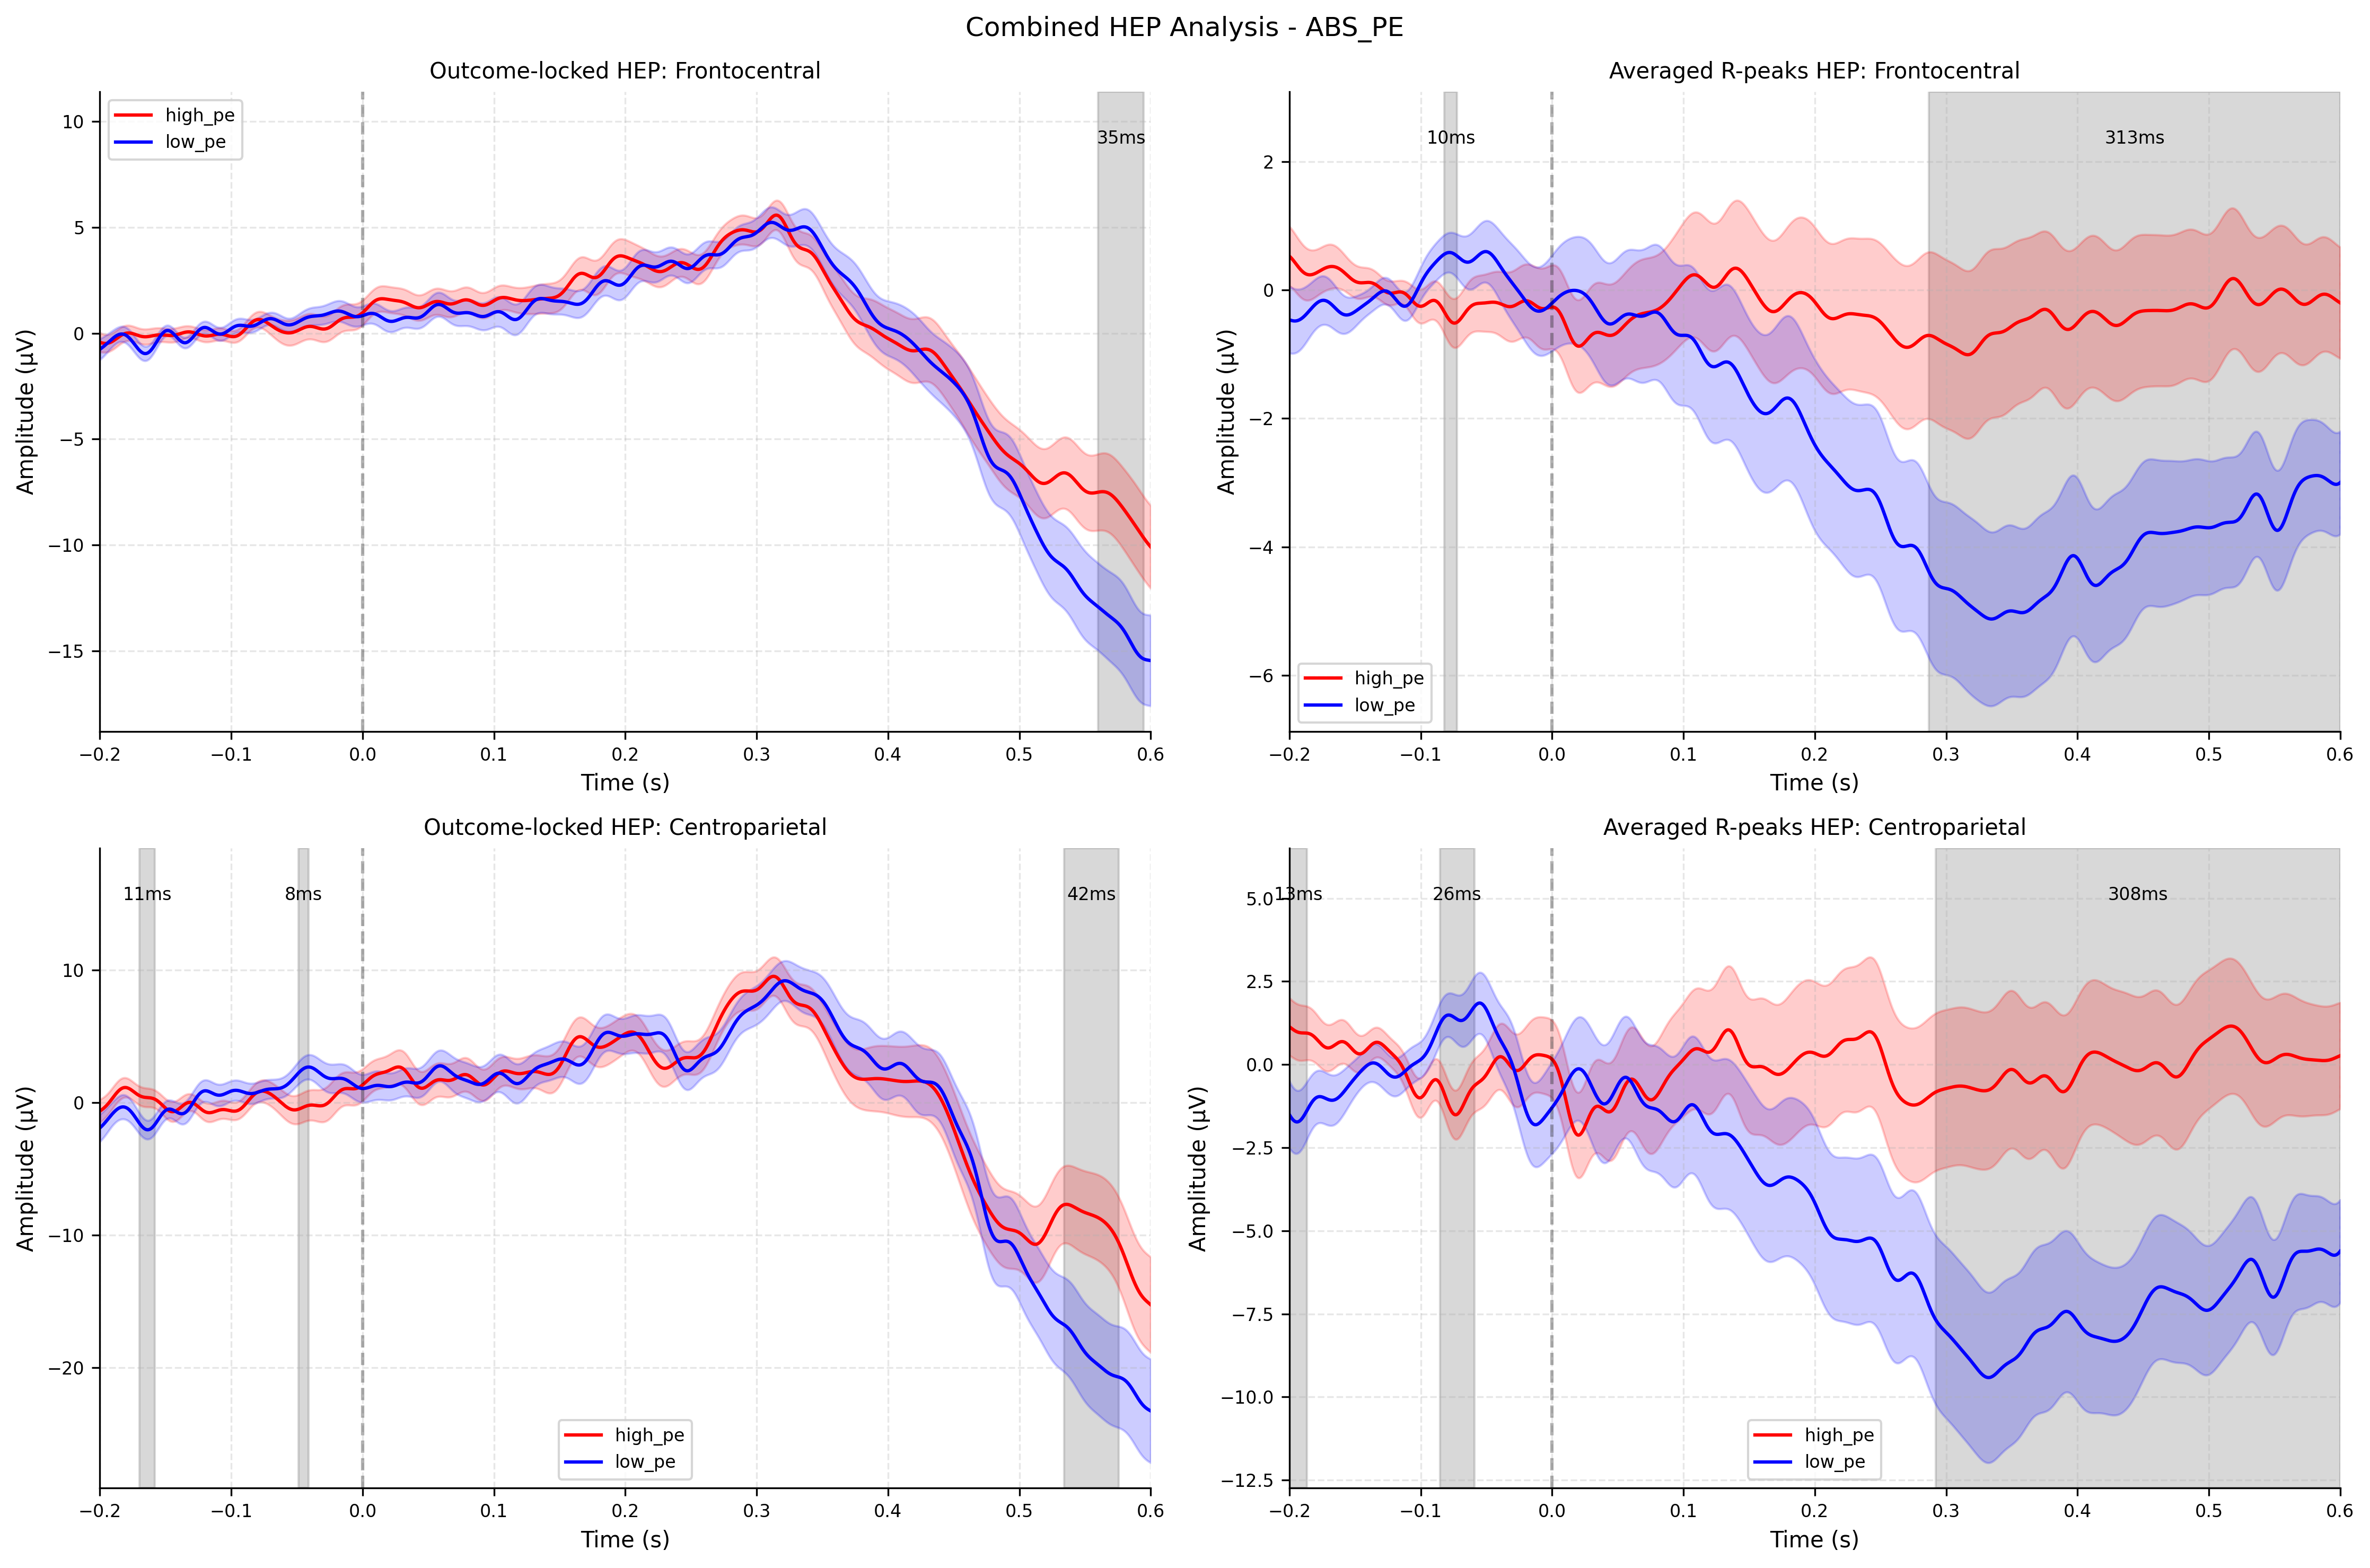 Combined HEP Analysis - ABS_PE
Outcome-locked HEP: Frontocentral
high_pe
low_pe
35ms
10
5
0
−5
−10
−15
Amplitude (μV)
−0.2 −0.1 0.0 0.1 0.2 0.3 0.4 0.5 0.6
Time (s)
Averaged R-peaks HEP: Frontocentral
10ms
313ms
2
0
−2
−4
−6
Amplitude (μV)
high_pe
low_pe
−0.2 −0.1 0.0 0.1 0.2 0.3 0.4 0.5 0.6
Time (s)
Outcome-locked HEP: Centroparietal
11ms
8ms
42ms
10
0
−10
−20
Amplitude (μV)
high_pe
low_pe
−0.2 −0.1 0.0 0.1 0.2 0.3 0.4 0.5 0.6
Time (s)
Averaged R-peaks HEP: Centroparietal
13ms
26ms
308ms
5.0
2.5
0.0
−2.5
−5.0
−7.5
−10.0
−12.5
Amplitude (μV)
high_pe
low_pe
−0.2 −0.1 0.0 0.1 0.2 0.3 0.4 0.5 0.6
Time (s)